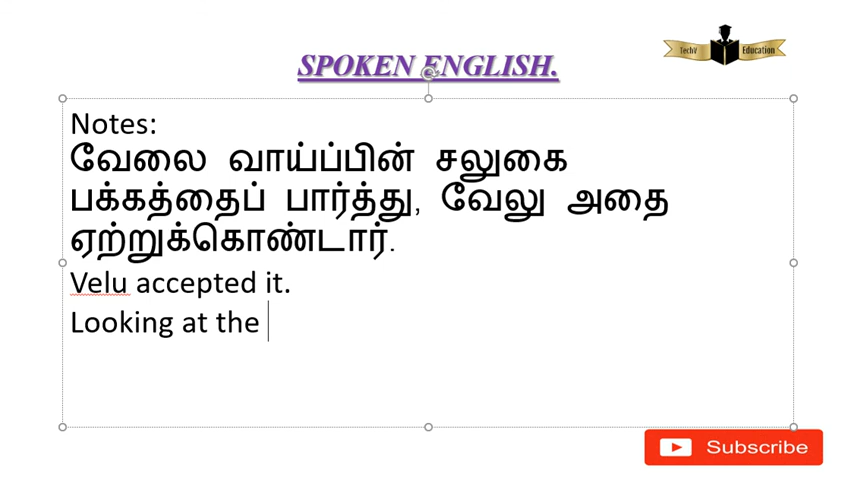 TechV Education
SPOKEN ENGLISH.
Notes:
வேலை வாய்ப்பின் சலுகை
பக்கத்தைப் பார்த்து, வேலு அதை
ஏற்றுக்கொண்டார்.
Velu accepted it.
Looking at the
Subscribe